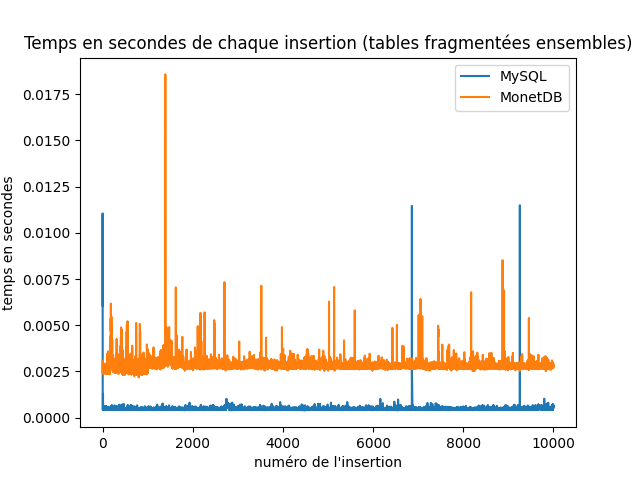 Temps en secondes de chaque insertion (tables fragmentées ensembles)
MySQL
MonetDB
temps en secondes
0.0175
0.0150
0.0125
0.0100
0.0075
0.0050
0.0025
0.0000
0 2000 4000 6000 8000 10000
numéro de l'insertion